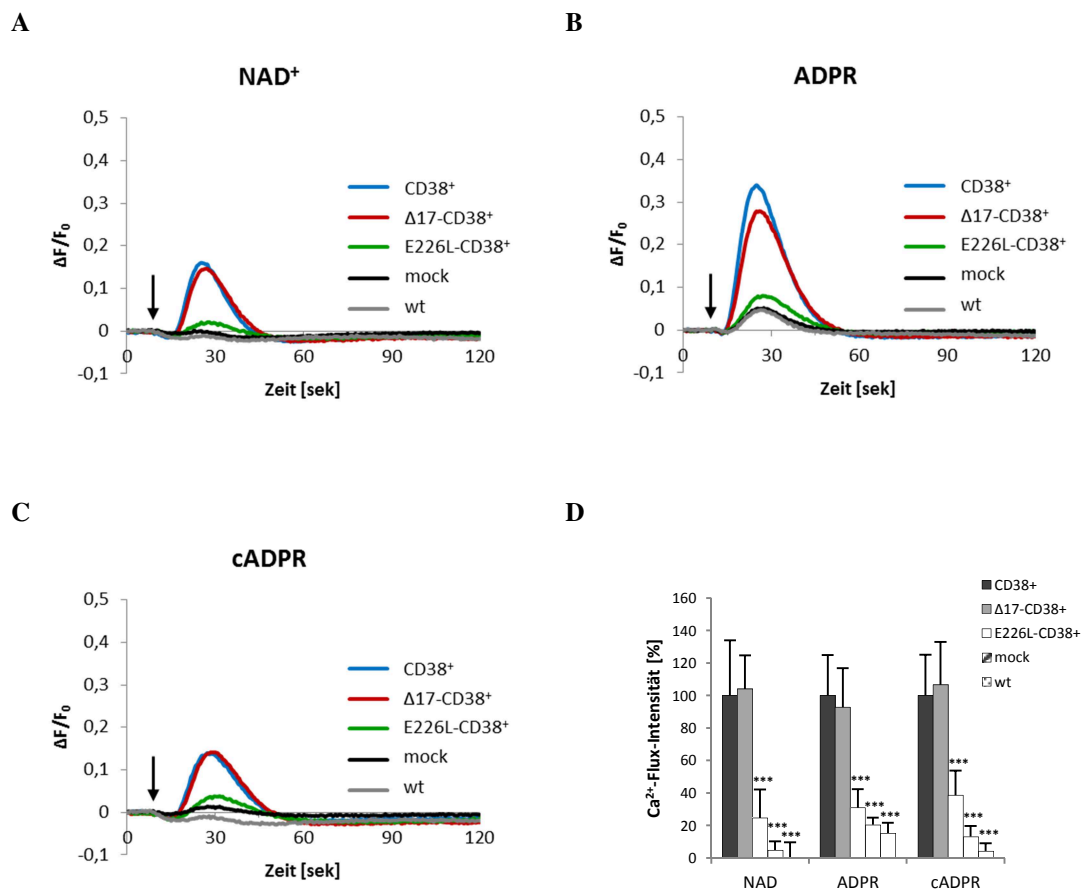 A
NAD⁺
0,5
0,4
0,3
0,2
0,1
0
-0,1
ΔF/F₀
0 30 60 90 120
Zeit [sek]
CD38⁺
Δ17-CD38⁺
E226L-CD38⁺
mock
wt
B
ADPR
0,5
0,4
0,3
0,2
0,1
0
-0,1
ΔF/F₀
0 30 60 90 120
Zeit [sek]
CD38⁺
Δ17-CD38⁺
E226L-CD38⁺
mock
wt
C
cADPR
0,5
0,4
0,3
0,2
0,1
0
-0,1
ΔF/F₀
0 30 60 90 120
Zeit [sek]
CD38⁺
Δ17-CD38⁺
E226L-CD38⁺
mock
wt
D
160
140
120
100
80
60
40
20
0
Ca²⁺-Flux-Intensität [%]
*** *** ***
*** *** ***
*** *** ***
NAD ADPR cADPR
CD38+
Δ17-CD38+
E226L-CD38+
mock
wt